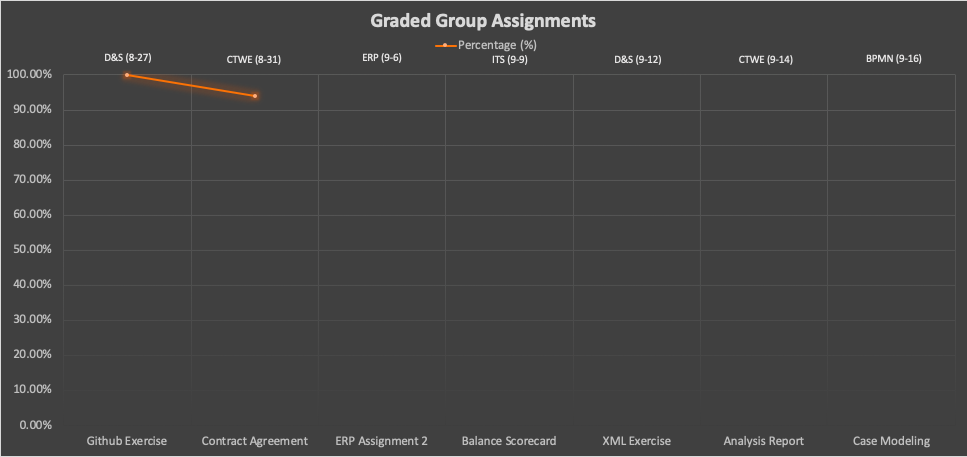 Graded Group Assignments
Percentage (%)
D&S (8-27)
CTWE (8-31)
ERP (9-6)
ITS (9-9)
D&S (9-12)
CTWE (9-14)
BPMN (9-16)
100.00%
90.00%
80.00%
70.00%
60.00%
50.00%
40.00%
30.00%
20.00%
10.00%
0.00%
Github Exercise
Contract Agreement
ERP Assignment 2
Balance Scorecard
XML Exercise
Analysis Report
Case Modeling